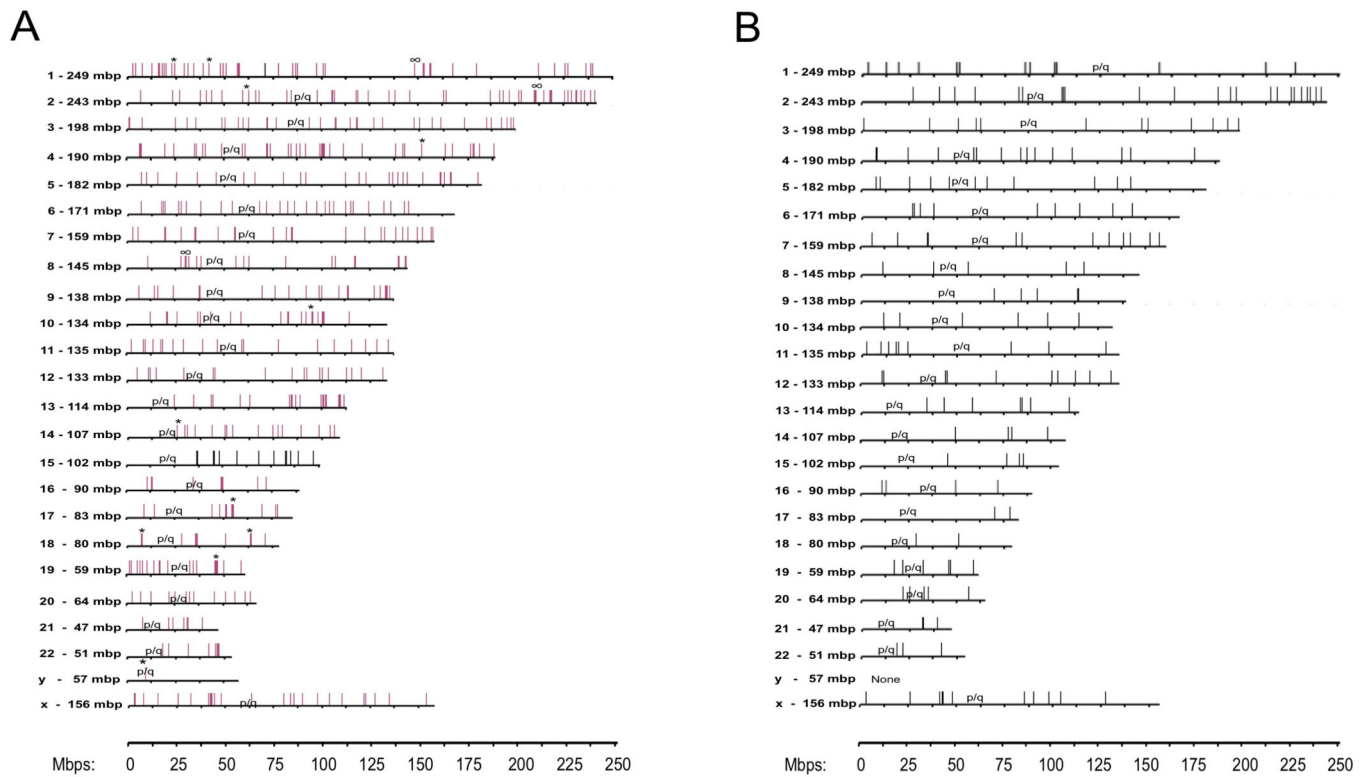 A
* * ∞
1 - 249 mbp
* ∞
2 - 243 mbp p/q
3 - 198 mbp p/q
*
4 - 190 mbp p/q
5 - 182 mbp p/q
6 - 171 mbp p/q
7 - 159 mbp p/q
∞
8 - 145 mbp p/q
9 - 138 mbp p/q
*
10 - 134 mbp p/q
11 - 135 mbp p/q
12 - 133 mbp p/q
13 - 114 mbp p/q
*
14 - 107 mbp p/q
15 - 102 mbp p/q
16 - 90 mbp p/q
*
17 - 83 mbp p/q
* *
18 - 80 mbp p/q
*
19 - 59 mbp p/q
20 - 64 mbp p/q
21 - 47 mbp p/q
22 - 51 mbp p/q
*
y - 57 mbp p/q
x - 156 mbp p/q
Mbps: 0 25 50 75 100 125 150 175 200 225 250
B
1 - 249 mbp p/q
2 - 243 mbp p/q
3 - 198 mbp p/q
4 - 190 mbp p/q
5 - 182 mbp p/q
6 - 171 mbp p/q
7 - 159 mbp p/q
8 - 145 mbp p/q
9 - 138 mbp p/q
10 - 134 mbp p/q
11 - 135 mbp p/q
12 - 133 mbp p/q
13 - 114 mbp p/q
14 - 107 mbp p/q
15 - 102 mbp p/q
16 - 90 mbp p/q
17 - 83 mbp p/q
18 - 80 mbp p/q
19 - 59 mbp p/q
20 - 64 mbp p/q
21 - 47 mbp p/q
22 - 51 mbp p/q
y - 57 mbp None
x - 156 mbp p/q
Mbps: 0 25 50 75 100 125 150 175 200 225 250